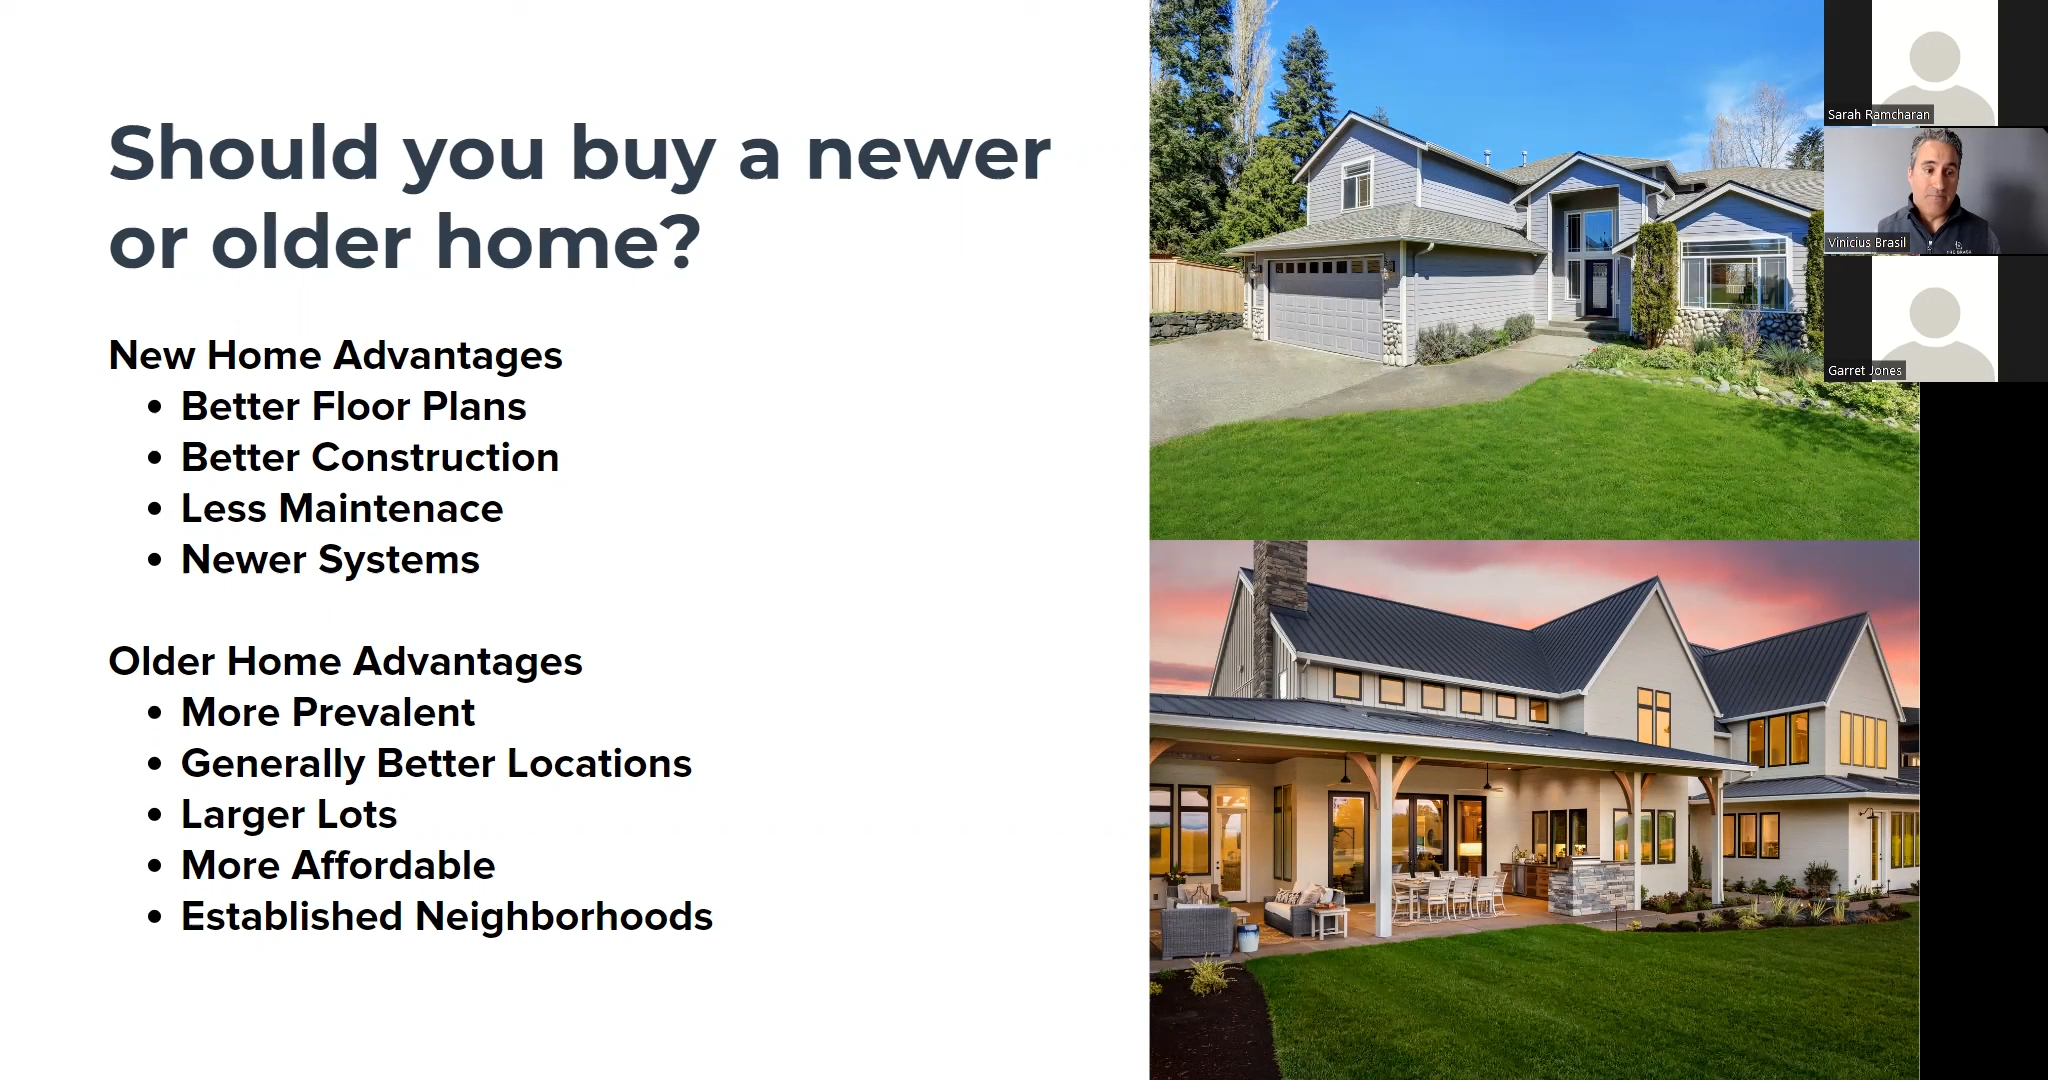 Should you buy a newer
or older home?
New Home Advantages
• Better Floor Plans
• Better Construction
• Less Maintenace
• Newer Systems
Older Home Advantages
• More Prevalent
• Generally Better Locations
• Larger Lots
• More Affordable
• Established Neighborhoods
Sarah Ramcharan
Vinicius Brasil
Garret Jones